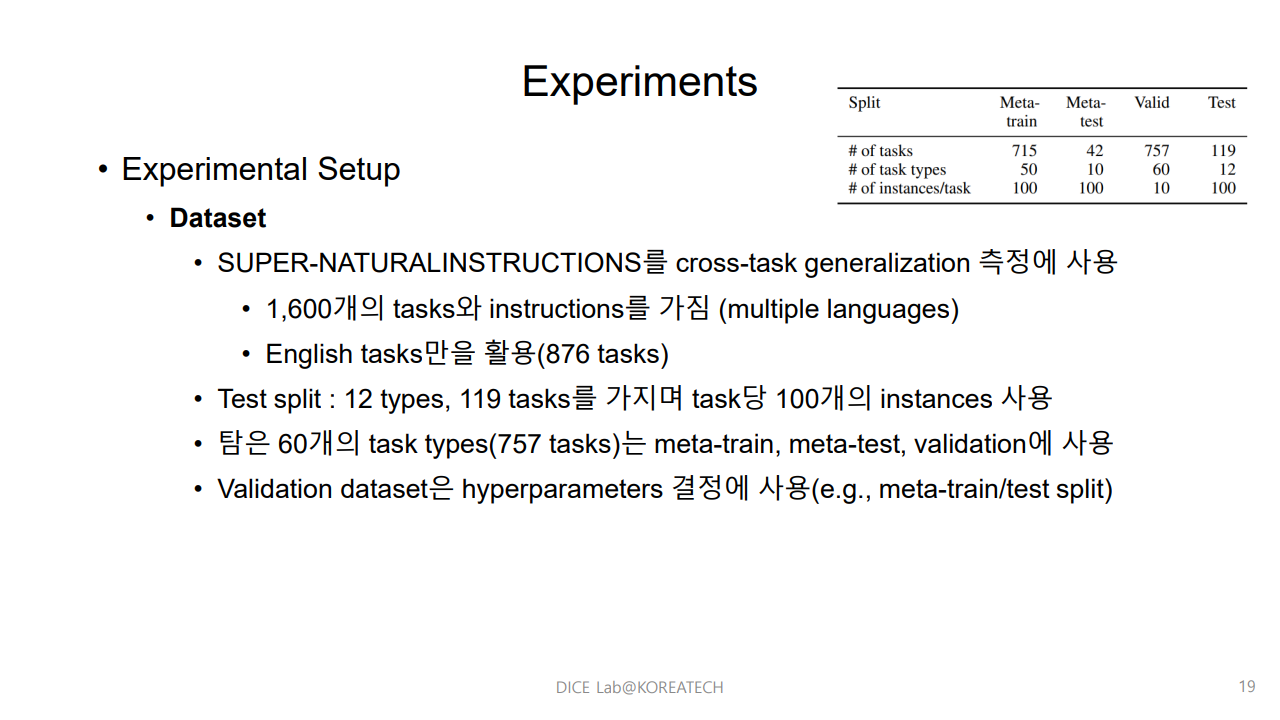 Experiments
Split Meta-train Meta-test Valid Test
# of tasks 715 42 757 119
# of task types 50 10 60 12
# of instances/task 100 100 10 100
• Experimental Setup
• Dataset
• SUPER-NATURALINSTRUCTIONS를 cross-task generalization 측정에 사용
• 1,600개의 tasks와 instructions를 가짐 (multiple languages)
• English tasks만을 활용(876 tasks)
• Test split : 12 types, 119 tasks를 가지며 task당 100개의 instances 사용
• 탐은 60개의 task types(757 tasks)는 meta-train, meta-test, validation에 사용
• Validation dataset은 hyperparameters 결정에 사용(e.g., meta-train/test split)
DICE Lab@KOREATECH
19